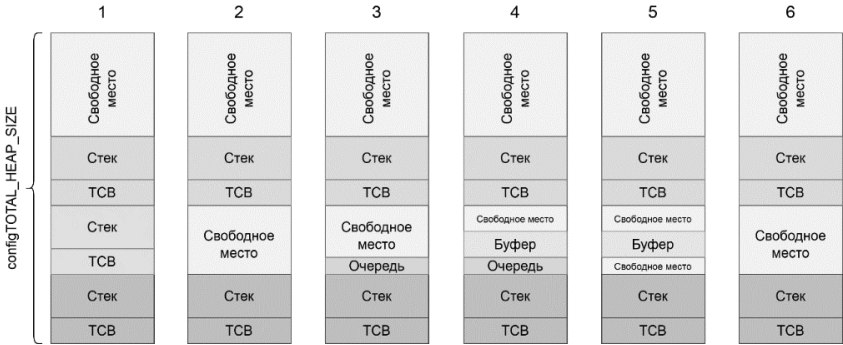 1 2 3 4 5 6
configTOTAL_HEAP_SIZE
Свободное
место
Стек
TCB
Стек
TCB
Стек
TCB
Свободное
место
Стек
TCB
Свободное
место
Стек
TCB
Свободное
место
Стек
TCB
Свободное
место
Очередь
Стек
TCB
Свободное
место
Стек
TCB
Свободное место
Буфер
Очередь
Стек
TCB
Свободное
место
Стек
TCB
Свободное место
Буфер
Свободное место
Стек
TCB
Свободное
место
Стек
TCB
Свободное
место
Стек
TCB